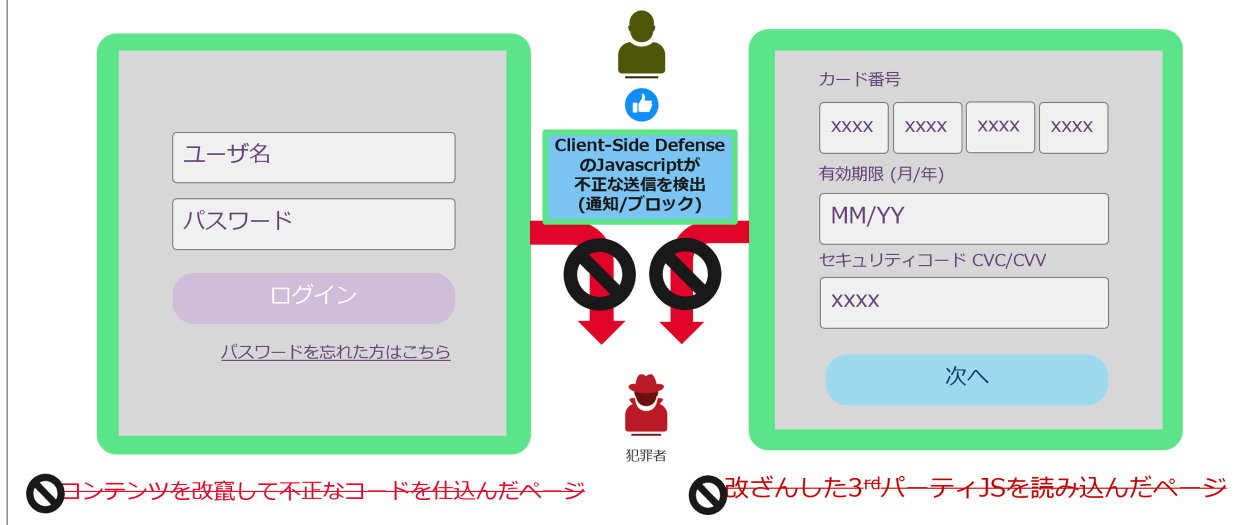 ユーザ名
パスワード
ログイン
パスワードを忘れた方はこちら
コンテンツを改竄して不正なコードを仕込んだページ
Client-Side Defense
のJavascriptが
不正な送信を検出
(通知/ブロック)
犯罪者
カード番号
xxxx xxxx xxxx xxxx
有効期限 (月/年)
MM/YY
セキュリティコード CVC/CVV
xxxx
次へ
改ざんした3rdパーティJSを読み込んだページ